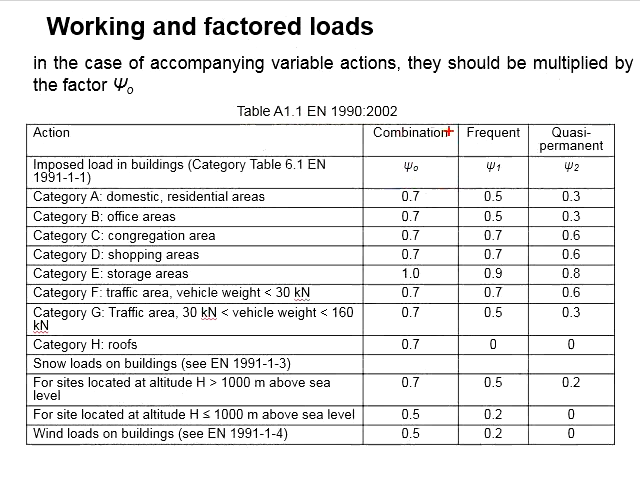 Working and factored loads
in the case of accompanying variable actions, they should be multiplied by
the factor Ψo
Table A1.1 EN 1990:2002
Action Combination Frequent Quasi-
permanent
Imposed load in buildings (Category Table 6.1 EN
1991-1-1) Ψ0 Ψ1 Ψ2
Category A: domestic, residential areas 0.7 0.5 0.3
Category B: office areas 0.7 0.5 0.3
Category C: congregation area 0.7 0.7 0.6
Category D: shopping areas 0.7 0.7 0.6
Category E: storage areas 1.0 0.9 0.8
Category F: traffic area, vehicle weight < 30 kN 0.7 0.7 0.6
Category G: Traffic area, 30 kN < vehicle weight < 160
kN 0.7 0.5 0.3
Category H: roofs 0.7 0 0
Snow loads on buildings (see EN 1991-1-3)
For sites located at altitude H > 1000 m above sea
level 0.7 0.5 0.2
For site located at altitude H ≤ 1000 m above sea level 0.5 0.2 0
Wind loads on buildings (see EN 1991-1-4) 0.5 0.2 0